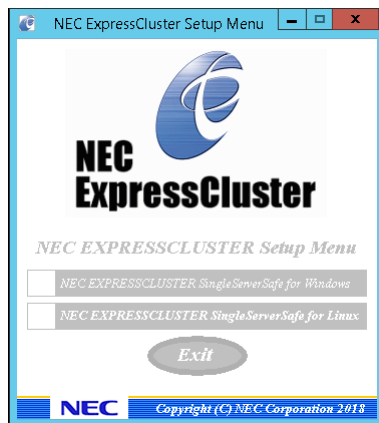 NEC ExpressCluster Setup Menu
NEC
ExpressCluster
NEC EXPRESSCLUSTER Setup Menu
NEC EXPRESSCLUSTER SingleServerSafe for Windows
NEC EXPRESSCLUSTER SingleServerSafe for Linux
Exit
NEC
Copyright (C) NEC Corporation 2018